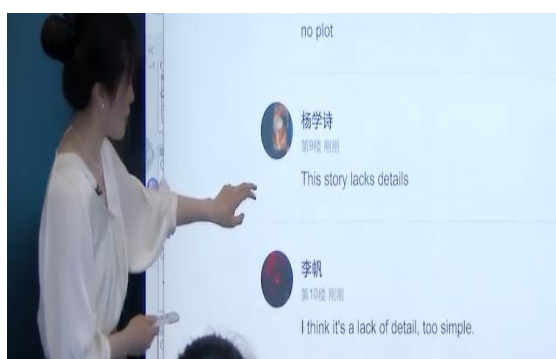 no plot
杨学诗
第9楼 刚刚
This story lacks details
李帆
第10楼 刚刚
I think it's a lack of detail, too simple.